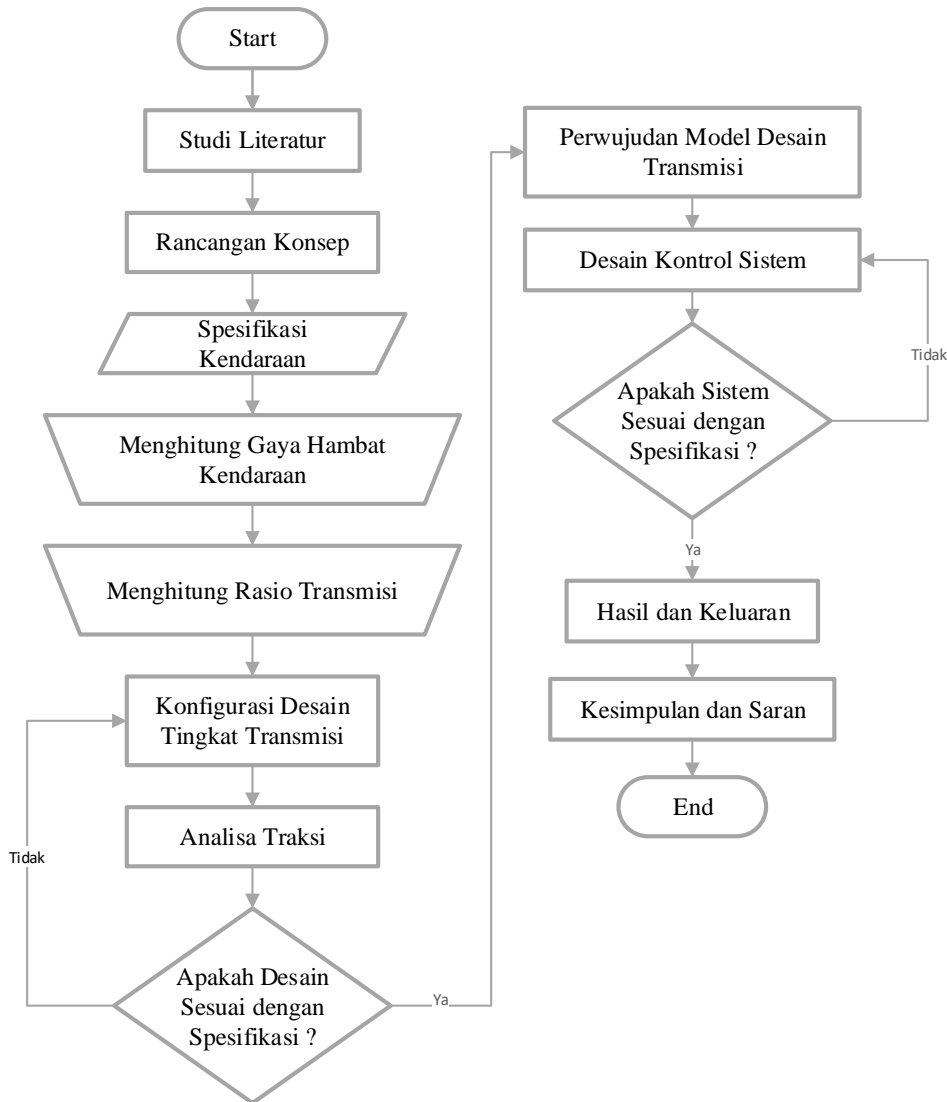 Start
Studi Literatur
Rancangan Konsep
Spesifikasi
Kendaraan
Menghitung Gaya Hambat
Kendaraan
Menghitung Rasio Transmisi
Konfigurasi Desain
Tingkat Transmisi
Analisa Traksi
Tidak
Apakah Desain
Sesuai dengan
Spesifikasi ?
Ya
Perwujudan Model Desain
Transmisi
Desain Kontrol Sistem
Tidak
Apakah Sistem
Sesuai dengan
Spesifikasi ?
Ya
Hasil dan Keluaran
Kesimpulan dan Saran
End